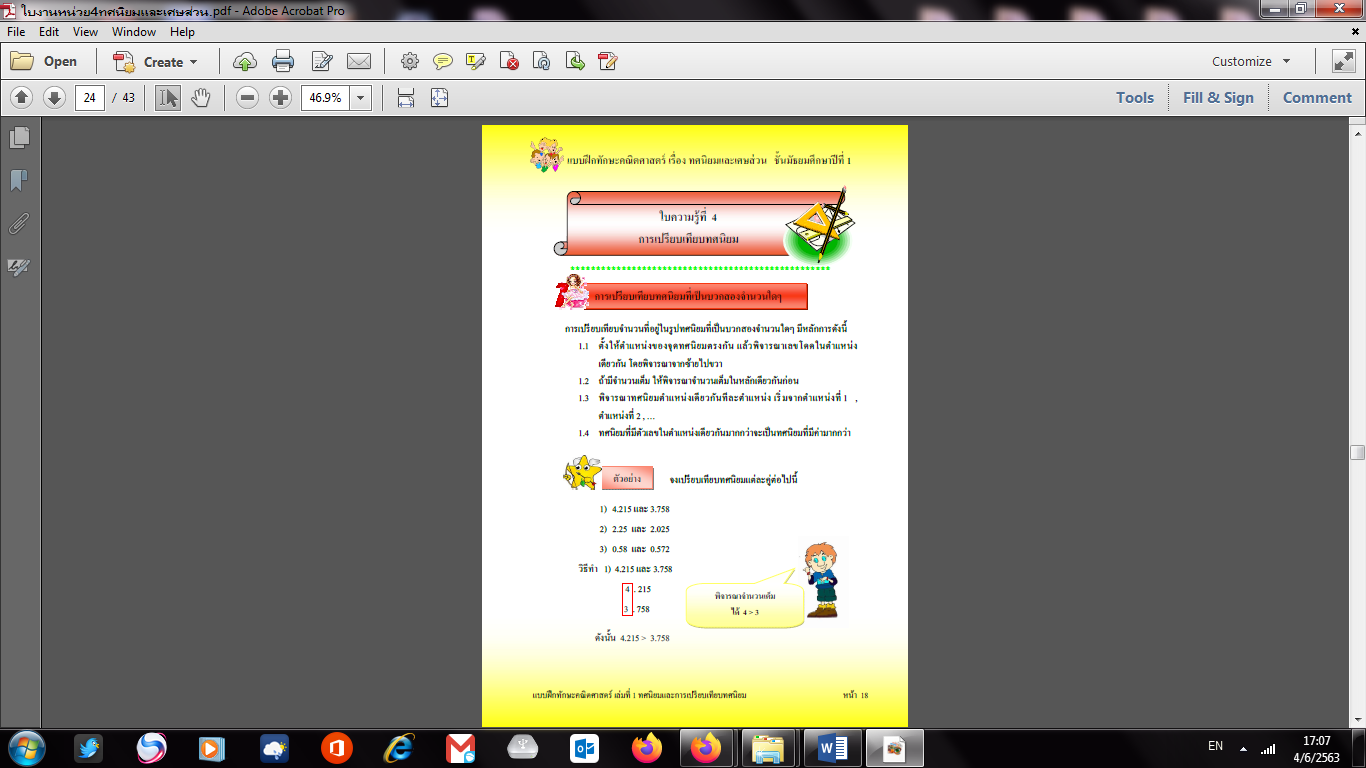 ใบงานหน่วย4ทศนิยมและเศษส่วน.pdf - Adobe Acrobat Pro
File Edit View Window Help
Open Create Customize
24 / 43 46.9% Tools Fill & Sign Comment
แบบฝึกทักษะคณิตศาสตร์ เรื่อง ทศนิยมและเศษส่วน ชั้นมัธยมศึกษาปีที่ 1
ใบความรู้ที่ 4
การเปรียบเทียบทศนิยม
การเปรียบเทียบทศนิยมที่เป็นบวกสองจำนวนใดๆ
การเปรียบเทียบจำนวนที่อยู่ในรูปทศนิยมที่เป็นบวกสองจำนวนใดๆ มีหลักการดังนี้
1.1 ตั้งให้ตำแหน่งของจุดทศนิยมตรงกัน แล้วพิจารณาเลขโดดในตำแหน่ง
เดียวกัน โดยพิจารณาจากซ้ายไปขวา
1.2 ถ้ามีจำนวนเต็ม ให้พิจารณาจำนวนเต็มในหลักเดียวกันก่อน
1.3 พิจารณาทศนิยมตำแหน่งเดียวกันทีละตำแหน่ง เริ่มจากตำแหน่งที่ 1 ,
ตำแหน่งที่ 2 , …
1.4 ทศนิยมที่มีตัวเลขในตำแหน่งเดียวกันมากกว่าจะเป็นทศนิยมที่มีค่ามากกว่า
ตัวอย่าง จงเปรียบเทียบทศนิยมแต่ละคู่ต่อไปนี้
1) 4.215 และ 3.758
2) 2.25 และ 2.025
3) 0.58 และ 0.572
วิธีทำ 1) 4.215 และ 3.758
4 . 215
3 . 758
พิจารณาจำนวนเต็ม
ได้ 4 > 3
ดังนั้น 4.215 > 3.758
แบบฝึกทักษะคณิตศาสตร์ เล่มที่ 1 ทศนิยมและการเปรียบเทียบทศนิยม หน้า 18
EN 17:07
4/6/2563